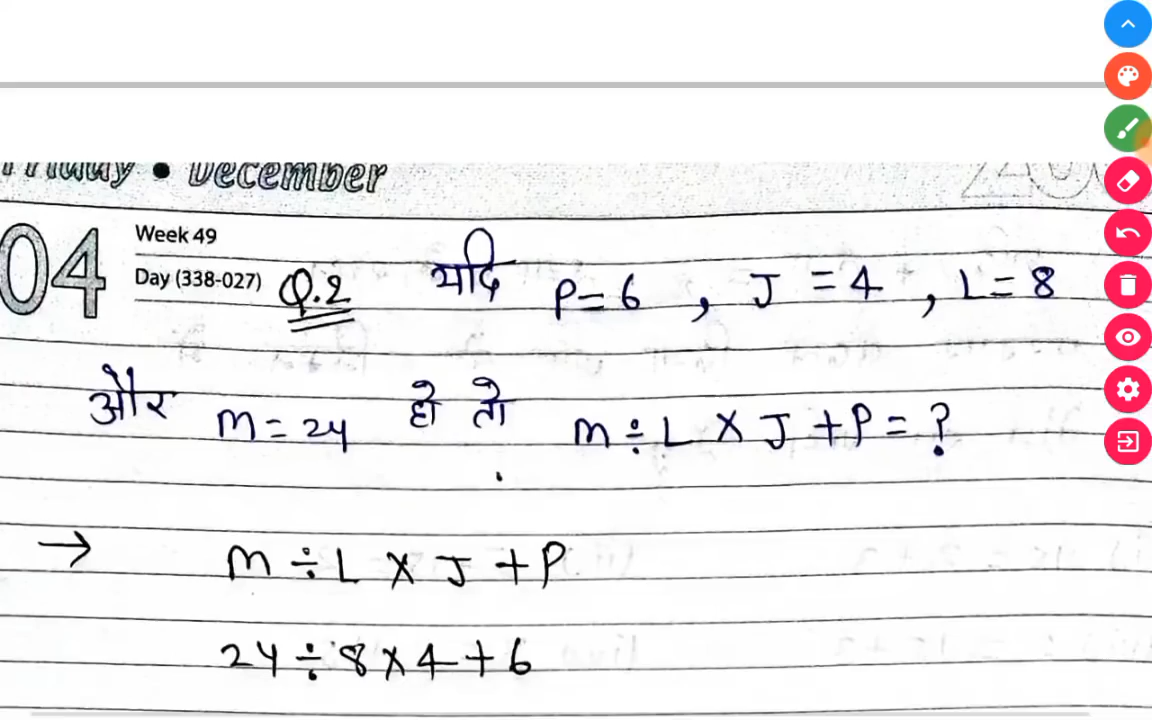 Friday • December
04
Week 49
Day (338-027)
Q.2 यदि P=6 , J =4 , L=8
और M=24 हो तो M÷L×J+P=?
→ M÷L×J+P
24÷8×4+6